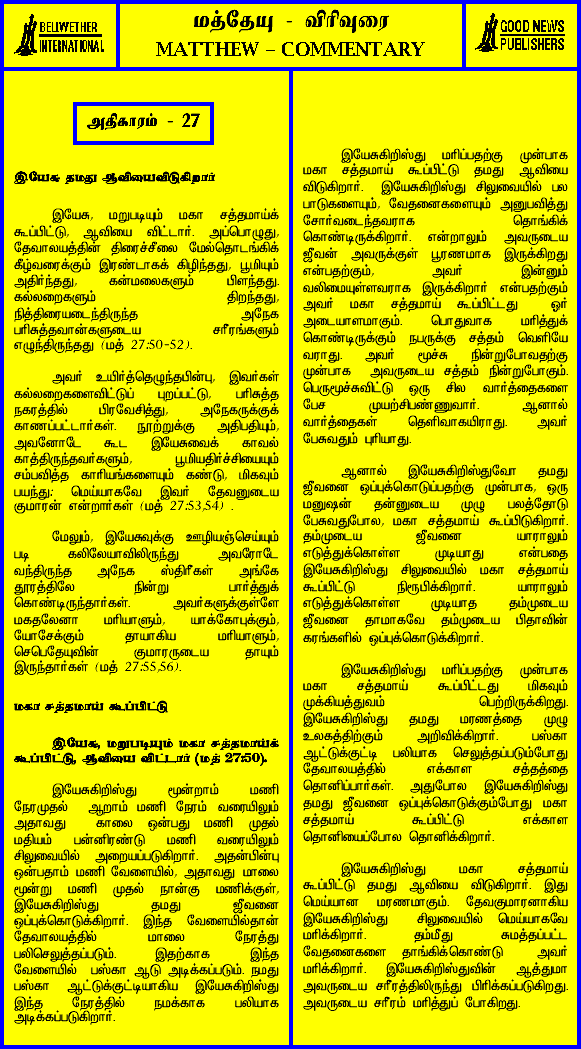 BELIWETHER
INTERNATIONAL
மத்தேயு - விரிவுரை
MATTHEW – COMMENTARY
GOOD NEWS
PUBLISHERS
அதிகாரம் - 27
இயேசு தமது ஆவியைவிடுகிறார்
இயேசு, மறுபடியும் மகா சத்தமாய்க்
கூப்பிட்டு, ஆவியை விட்டார். அப்பொழுது,
தேவாலயத்தின் திரைச்சீலை மேல்தொடங்கிக்
கீழ்வரைக்கும் இரண்டாகக் கிழிந்தது, பூமியும்
அதிர்ந்தது, கன்மலைகளும் பிளந்தது.
கல்லறைகளும் திறந்தது,
நித்திரையடைந்திருந்த அநேக
பரிசுத்தவான்களுடைய சரீரங்களும்
எழுந்திருந்தது (மத் 27:50-52).
அவர் உயிர்த்தெழுந்தபின்பு, இவர்கள்
கல்லறைகளைவிட்டுப் புறப்பட்டு, பரிசுத்த
நகரத்தில் பிரவேசித்து, அநேகருக்குக்
காணப்பட்டார்கள். நூற்றுக்கு அதிபதியும்,
அவனோடே கூட இயேசுவைக் காவல்
காத்திருந்தவர்களும், பூமியதிர்ச்சியையும்
சம்பவித்த காரியங்களையும் கண்டு, மிகவும்
பயந்து: மெய்யாகவே இவர் தேவனுடைய
குமாரன் என்றார்கள் (மத் 27:53,54) .
மேலும், இயேசுவுக்கு ஊழியஞ்செய்யும்
படி கலிலேயாவிலிருந்து அவரோடே
வந்திருந்த அநேக ஸ்திரீகள் அங்கே
தூரத்திலே நின்று பார்த்துக்
கொண்டிருந்தார்கள். அவர்களுக்குள்ளே
மகதலேனா மரியாளும், யாக்கோபுக்கும்,
யோசேக்கும் தாயாகிய மரியாளும்,
செபெதேயுவின் குமாரருடைய தாயும்
இருந்தார்கள் (மத் 27:55,56).
மகா சத்தமாய் கூப்பிட்டு
இயேசு, மறுபடியும் மகா சத்தமாய்க்
கூப்பிட்டு, ஆவியை விட்டார் (மத் 27:50).
இயேசுகிறிஸ்து மூன்றாம் மணி
நேரமுதல் ஆறாம் மணி நேரம் வரையிலும்
அதாவது காலை ஒன்பது மணி முதல்
மதியம் பன்னிரண்டு மணி வரையிலும்
சிலுவையில் அறையப்படுகிறார். அதன்பின்பு
ஒன்பதாம் மணி வேளையில், அதாவது மாலை
மூன்று மணி முதல் நான்கு மணிக்குள்,
இயேசுகிறிஸ்து தமது ஜீவனை
ஒப்புக்கொடுக்கிறார். இந்த வேளையில்தான்
தேவாலயத்தில் மாலை நேரத்து
பலிசெலுத்தப்படும். இதற்காக இந்த
வேளையில் பஸ்கா ஆடு அடிக்கப்படும். நமது
பஸ்கா ஆட்டுக்குட்டியாகிய இயேசுகிறிஸ்து
இந்த நேரத்தில் நமக்காக பலியாக
அடிக்கப்படுகிறார்.
இயேசுகிறிஸ்து மரிப்பதற்கு முன்பாக
மகா சத்தமாய் கூப்பிட்டு தமது ஆவியை
விடுகிறார். இயேசுகிறிஸ்து சிலுவையில் பல
பாடுகளையும், வேதனைகளையும் அனுபவித்து
சோர்வடைந்தவராக தொங்கிக்
கொண்டிருக்கிறார். என்றாலும் அவருடைய
ஜீவன் அவருக்குள் பூரணமாக இருக்கிறது
என்பதற்கும், அவர் இன்னும்
வலிமையுள்ளவராக இருக்கிறார் என்பதற்கும்
அவர் மகா சத்தமாய் கூப்பிட்டது ஓர்
அடையாளமாகும். பொதுவாக மரித்துக்
கொண்டிருக்கும் நபருக்கு சத்தம் வெளியே
வராது. அவர் மூச்சு நின்றுபோவதற்கு
முன்பாக அவருடைய சத்தம் நின்றுபோகும்.
பெருமூச்சுவிட்டு ஒரு சில வார்த்தைகளை
பேச முயற்சிபண்ணுவார். ஆனால்
வார்த்தைகள் தெளிவாகயிராது. அவர்
பேசுவதும் புரியாது.
ஆனால் இயேசுகிறிஸ்துவோ தமது
ஜீவனை ஒப்புக்கொடுப்பதற்கு முன்பாக, ஒரு
மனுஷன் தன்னுடைய முழு பலத்தோடு
பேசுவதுபோல, மகா சத்தமாய் கூப்பிடுகிறார்.
தம்முடைய ஜீவனை யாராலும்
எடுத்துக்கொள்ள முடியாது என்பதை
இயேசுகிறிஸ்து சிலுவையில் மகா சத்தமாய்
கூப்பிட்டு நிரூபிக்கிறார். யாராலும்
எடுத்துக்கொள்ள முடியாத தம்முடைய
ஜீவனை தாமாகவே தம்முடைய பிதாவின்
கரங்களில் ஒப்புக்கொடுக்கிறார்.
இயேசுகிறிஸ்து மரிப்பதற்கு முன்பாக
மகா சத்தமாய் கூப்பிட்டது மிகவும்
முக்கியத்துவம் பெற்றிருக்கிறது.
இயேசுகிறிஸ்து தமது மரணத்தை முழு
உலகத்திற்கும் அறிவிக்கிறார். பஸ்கா
ஆட்டுக்குட்டி பலியாக செலுத்தப்படும்போது
தேவாலயத்தில் எக்காள சத்தத்தை
தொனிப்பார்கள். அதுபோல இயேசுகிறிஸ்து
தமது ஜீவனை ஒப்புக்கொடுக்கும்போது மகா
சத்தமாய் கூப்பிட்டு எக்காள
தொனியைப்போல தொனிக்கிறார்.
இயேசுகிறிஸ்து மகா சத்தமாய்
கூப்பிட்டு தமது ஆவியை விடுகிறார். இது
மெய்யான மரணமாகும். தேவகுமாரனாகிய
இயேசுகிறிஸ்து சிலுவையில் மெய்யாகவே
மரிக்கிறார். தம்மீது சுமத்தப்பட்ட
வேதனைகளை தாங்கிக்கொண்டு அவர்
மரிக்கிறார். இயேசுகிறிஸ்துவின் ஆத்துமா
அவருடைய சரீரத்திலிருந்து பிரிக்கப்படுகிறது.
அவருடைய சரீரம் மரித்துப் போகிறது.